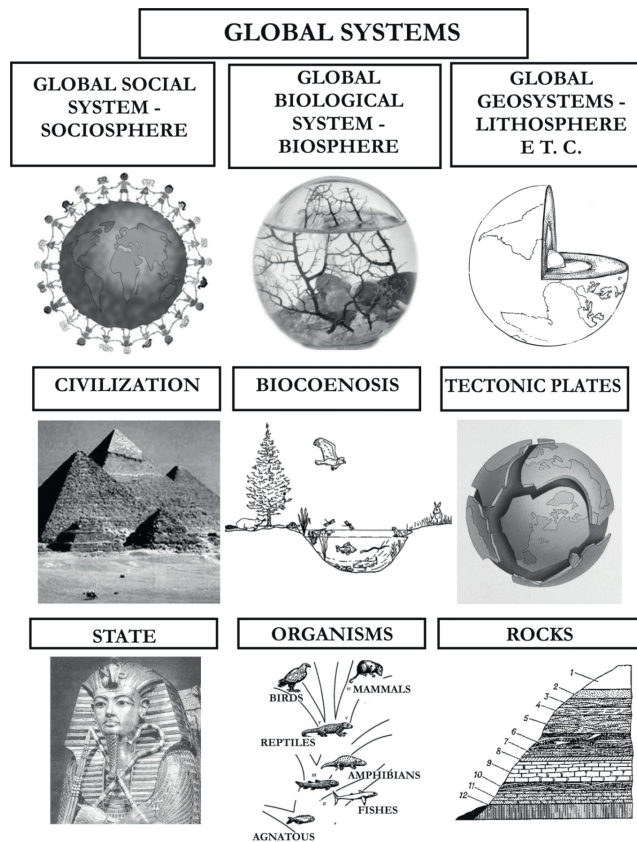 GLOBAL SYSTEMS
GLOBAL SOCIAL
SYSTEM -
SOCIOSPHERE
GLOBAL
BIOLOGICAL
SYSTEM -
BIOSPHERE
GLOBAL
GEOSYSTEMS -
LITHOSPHERE
E T. C.
CIVILIZATION
BIOCOENOSIS
TECTONIC PLATES
STATE
ORGANISMS
ROCKS
BIRDS
MAMMALS
REPTILES
AMPHIBIANS
FISHES
AGNATOUS
1
2
3
4
5
6
7
8
9
10
11
12